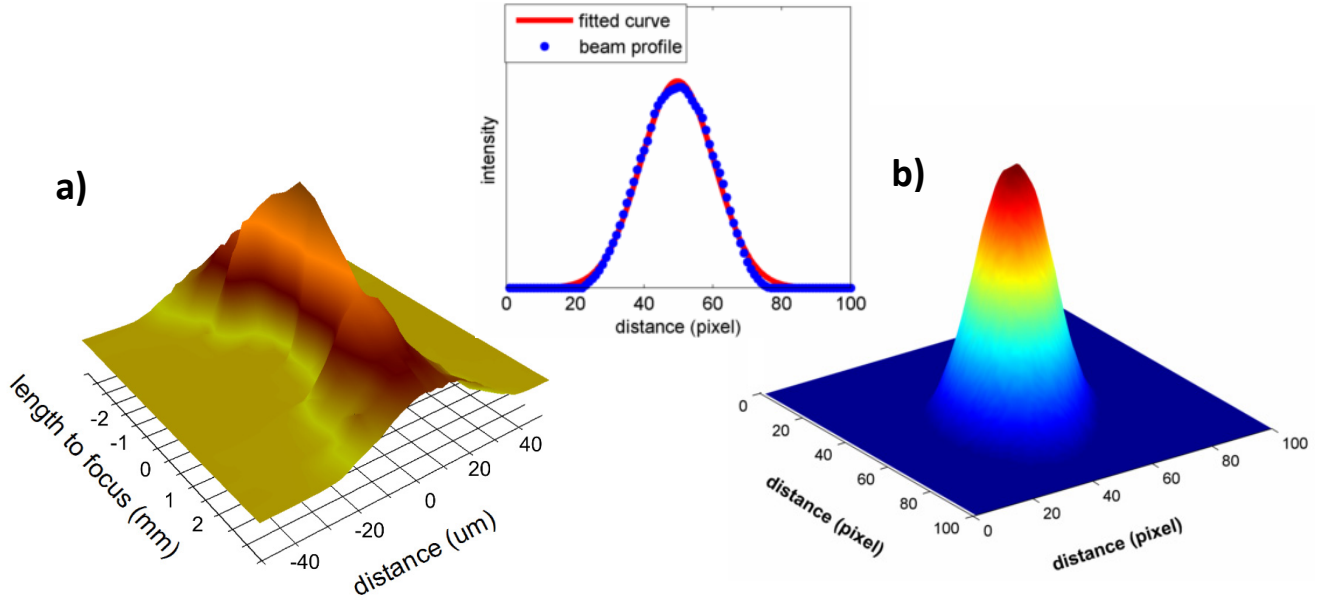 fitted curve
beam profile
intensity
0 20 40 60 80 100
distance (pixel)
a)
-2
-1
0
1
2
length to focus (mm)
-40
-20
0
20
40
distance (um)
b)
0
20
40
60
80
100
distance (pixel)
0
20
40
60
80
100
distance (pixel)